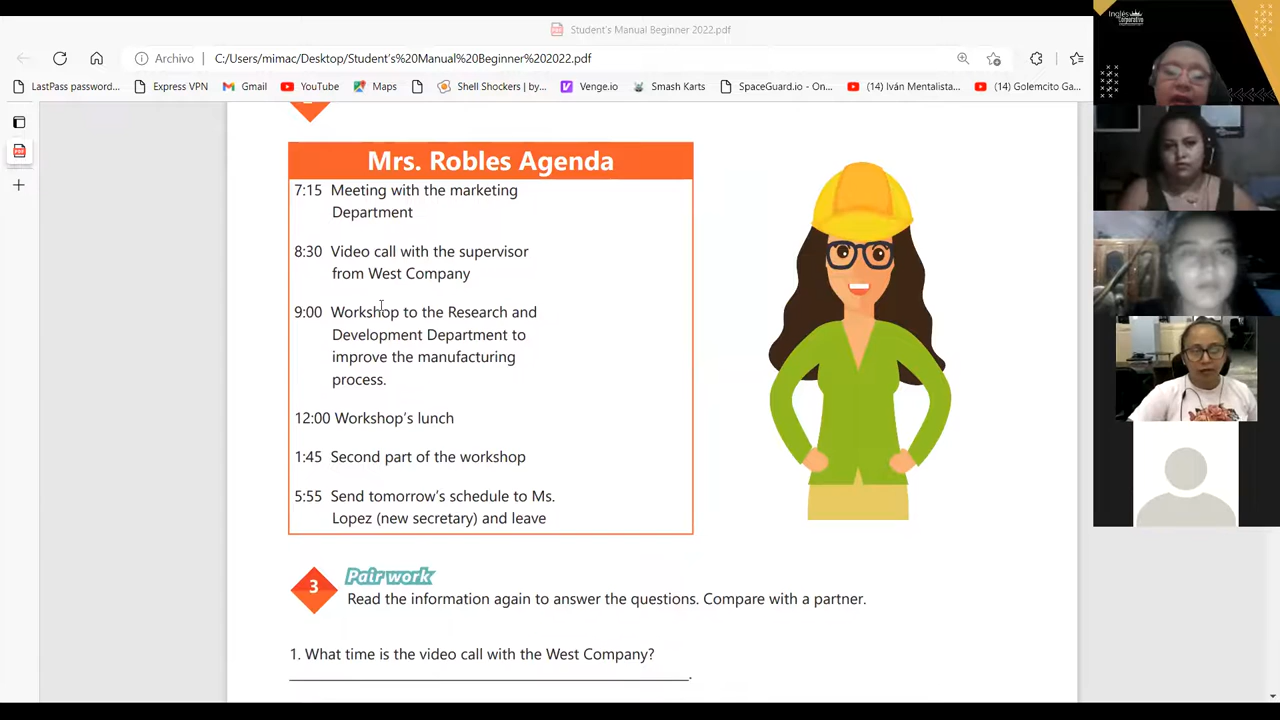 Student's Manual Beginner 2022.pdf
Archivo
C:/Users/mimac/Desktop/Student's%20Manual%20Beginner%202022.pdf
LastPass password...
Express VPN
Gmail
YouTube
Maps
Shell Shockers | by...
Venge.io
Smash Karts
SpaceGuard.io - On...
(14) Iván Mentalista...
(14) Golemcito Ga...
Inglés
Corporativo
Mrs. Robles Agenda
7:15 Meeting with the marketing
Department
8:30 Video call with the supervisor
from West Company
9:00 Workshop to the Research and
Development Department to
improve the manufacturing
process.
12:00 Workshop's lunch
1:45 Second part of the workshop
5:55 Send tomorrow's schedule to Ms.
Lopez (new secretary) and leave
3
Pair work
Read the information again to answer the questions. Compare with a partner.
1. What time is the video call with the West Company?